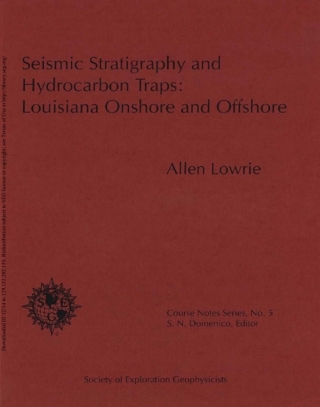 Seismic Stratigraphy and
Hydrocarbon Traps:
Louisiana Onshore and Offshore
Allen Lowrie
SEG
Course Notes Series, No. 5
S. N. Domenico, Editor
Society of Exploration Geophysicists